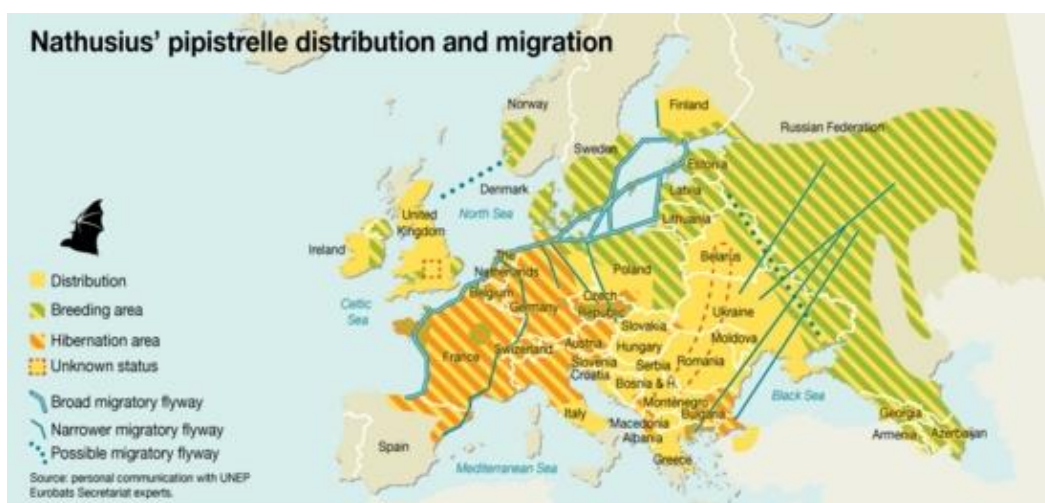 Nathusius' pipistrelle distribution and migration
Norway
Finland
Russian Federation
Sweden
Estonia
Denmark
Latvia
North Sea
United
Kingdom
Lithuania
Ireland
The
Netherlands
Belarus
Poland
Distribution
Belgium
Germany
Czech
Republic
Celtic
Sea
Ukraine
Breeding area
Slovakia
Moldova
Hibernation area
France
Switzerland
Austria
Hungary
Unknown status
Slovenia
Croatia
Serbia
Romania
Bosnia & H.
Broad migratory flyway
Montenegro
Black Sea
Italy
Bulgaria
Narrower migratory flyway
Macedonia
Georgia
Possible migratory flyway
Spain
Albania
Armenia
Azerbaijan
Greece
Mediterranean Sea
Source: personal communication with UNEP
Eurobats Secretariat experts.